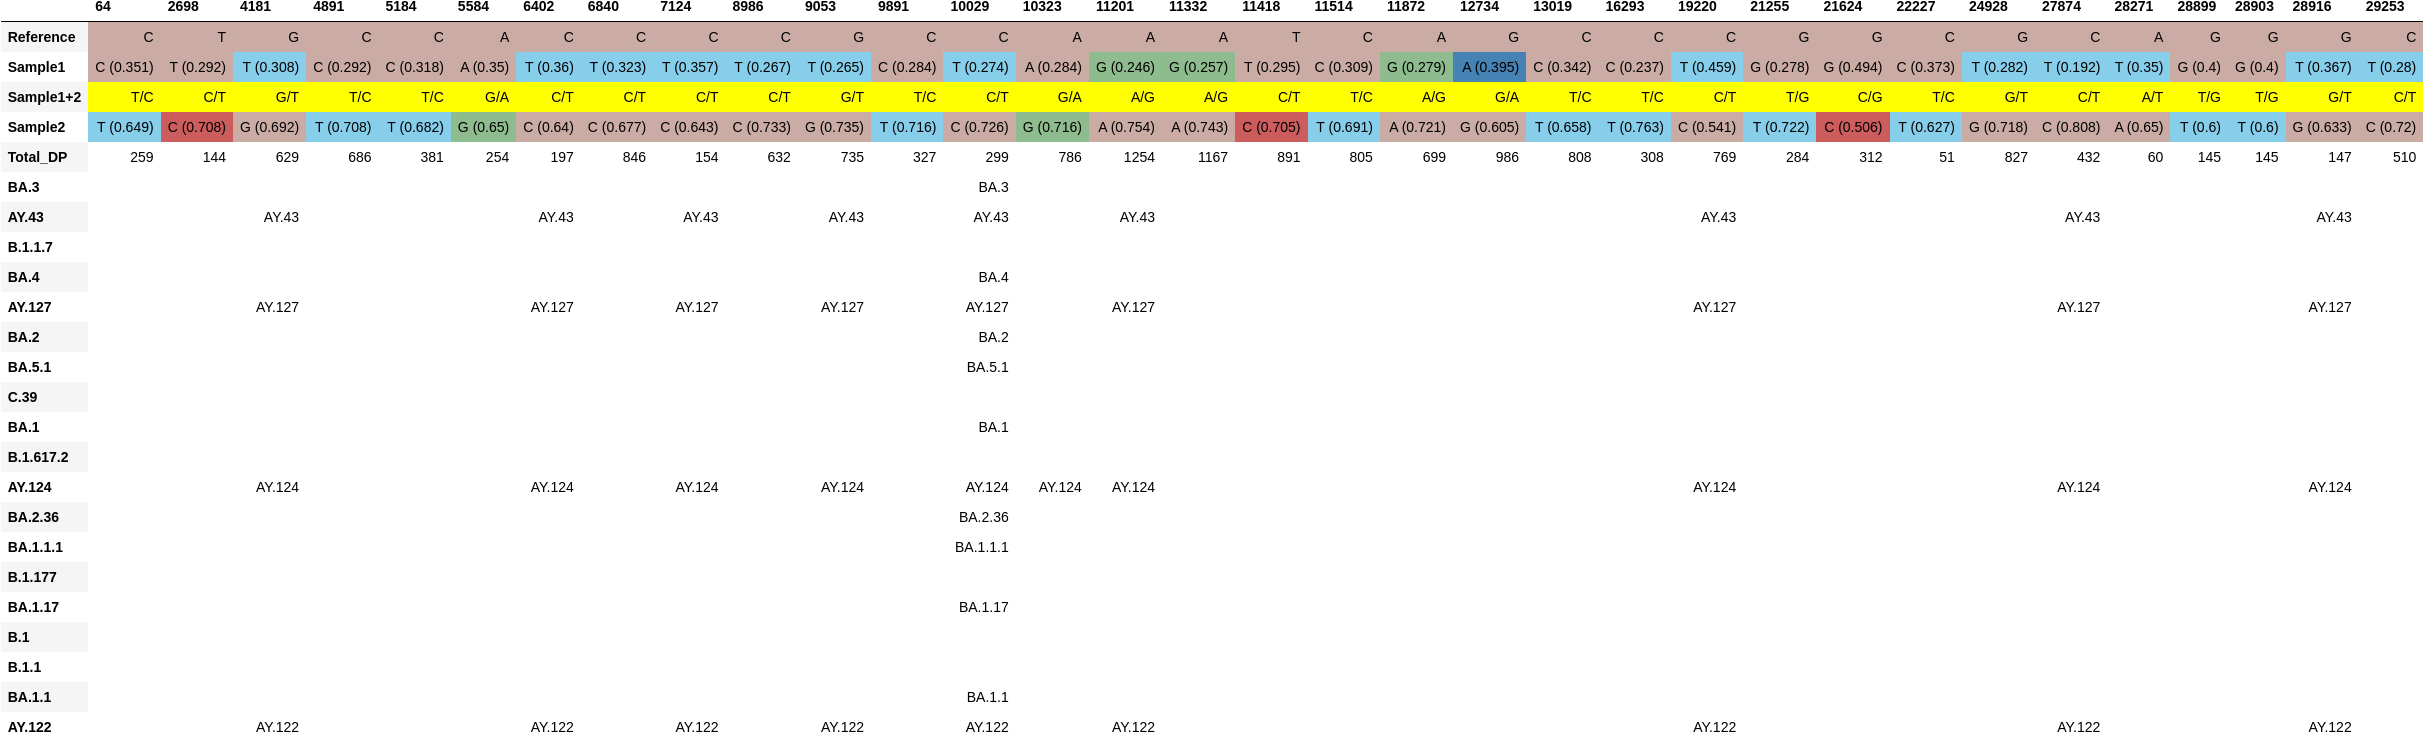 64 2698 4181 4891 5184 5584 6402 6840 7124 8986 9053 9891 10029 10323 11201 11332 11418 11514 11872 12734 13019 16293 19220 21255 21624 22227 24928 27874 28271 28899 28903 28916 29253
Reference C T G C C A C C C C G C C A A A T C A G C C C G G C G C A G G G C
Sample1 C (0.351) T (0.292) T (0.308) C (0.292) C (0.318) A (0.35) T (0.36) T (0.323) T (0.357) T (0.267) T (0.265) C (0.284) T (0.274) A (0.284) G (0.246) G (0.257) T (0.295) C (0.309) G (0.279) A (0.395) C (0.342) C (0.237) T (0.459) G (0.278) G (0.494) C (0.373) T (0.282) T (0.192) T (0.35) G (0.4) G (0.4) T (0.367) T (0.28)
Sample1+2 T/C C/T G/T T/C T/C G/A C/T C/T C/T C/T G/T T/C C/T G/A A/G A/G C/T T/C A/G G/A T/C T/C C/T T/G C/G T/C G/T C/T A/T T/G T/G G/T C/T
Sample2 T (0.649) C (0.708) G (0.692) T (0.708) T (0.682) G (0.65) C (0.64) C (0.677) C (0.643) C (0.733) G (0.735) T (0.716) C (0.726) G (0.716) A (0.754) A (0.743) C (0.705) T (0.691) A (0.721) G (0.605) T (0.658) T (0.763) C (0.541) T (0.722) C (0.506) T (0.627) G (0.718) C (0.808) A (0.65) T (0.6) T (0.6) G (0.633) C (0.72)
Total_DP 259 144 629 686 381 254 197 846 154 632 735 327 299 786 1254 1167 891 805 699 986 808 308 769 284 312 51 827 432 60 145 145 147 510
BA.3 BA.3
AY.43 AY.43 AY.43 AY.43 AY.43 AY.43 AY.43 AY.43 AY.43 AY.43
B.1.1.7
BA.4 BA.4
AY.127 AY.127 AY.127 AY.127 AY.127 AY.127 AY.127 AY.127 AY.127 AY.127
BA.2 BA.2
BA.5.1 BA.5.1
C.39
BA.1 BA.1
B.1.617.2
AY.124 AY.124 AY.124 AY.124 AY.124 AY.124 AY.124 AY.124 AY.124 AY.124 AY.124
BA.2.36 BA.2.36
BA.1.1.1 BA.1.1.1
B.1.177
BA.1.17 BA.1.17
B.1
B.1.1
BA.1.1 BA.1.1
AY.122 AY.122 AY.122 AY.122 AY.122 AY.122 AY.122 AY.122 AY.122 AY.122